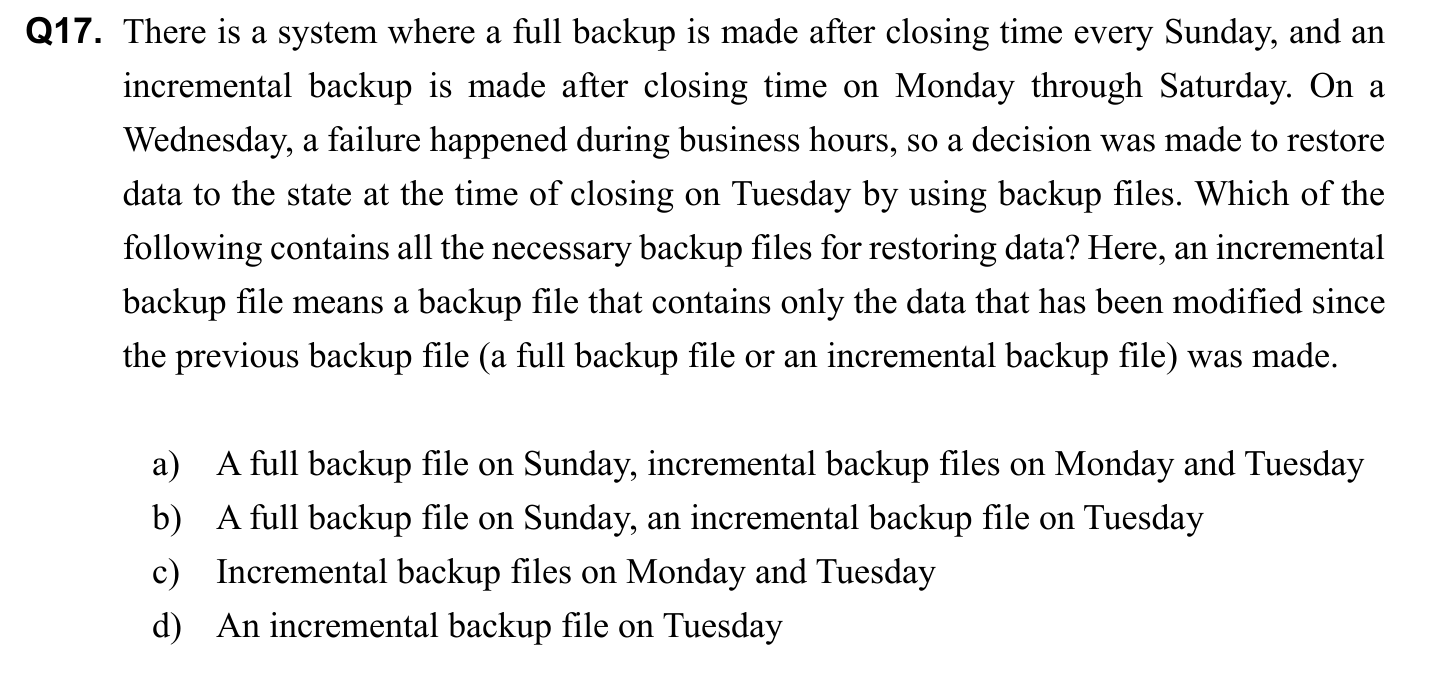 Q17. There is a system where a full backup is made after closing time every Sunday, and an
incremental backup is made after closing time on Monday through Saturday. On a
Wednesday, a failure happened during business hours, so a decision was made to restore
data to the state at the time of closing on Tuesday by using backup files. Which of the
following contains all the necessary backup files for restoring data? Here, an incremental
backup file means a backup file that contains only the data that has been modified since
the previous backup file (a full backup file or an incremental backup file) was made.
a) A full backup file on Sunday, incremental backup files on Monday and Tuesday
b) A full backup file on Sunday, an incremental backup file on Tuesday
c) Incremental backup files on Monday and Tuesday
d) An incremental backup file on Tuesday